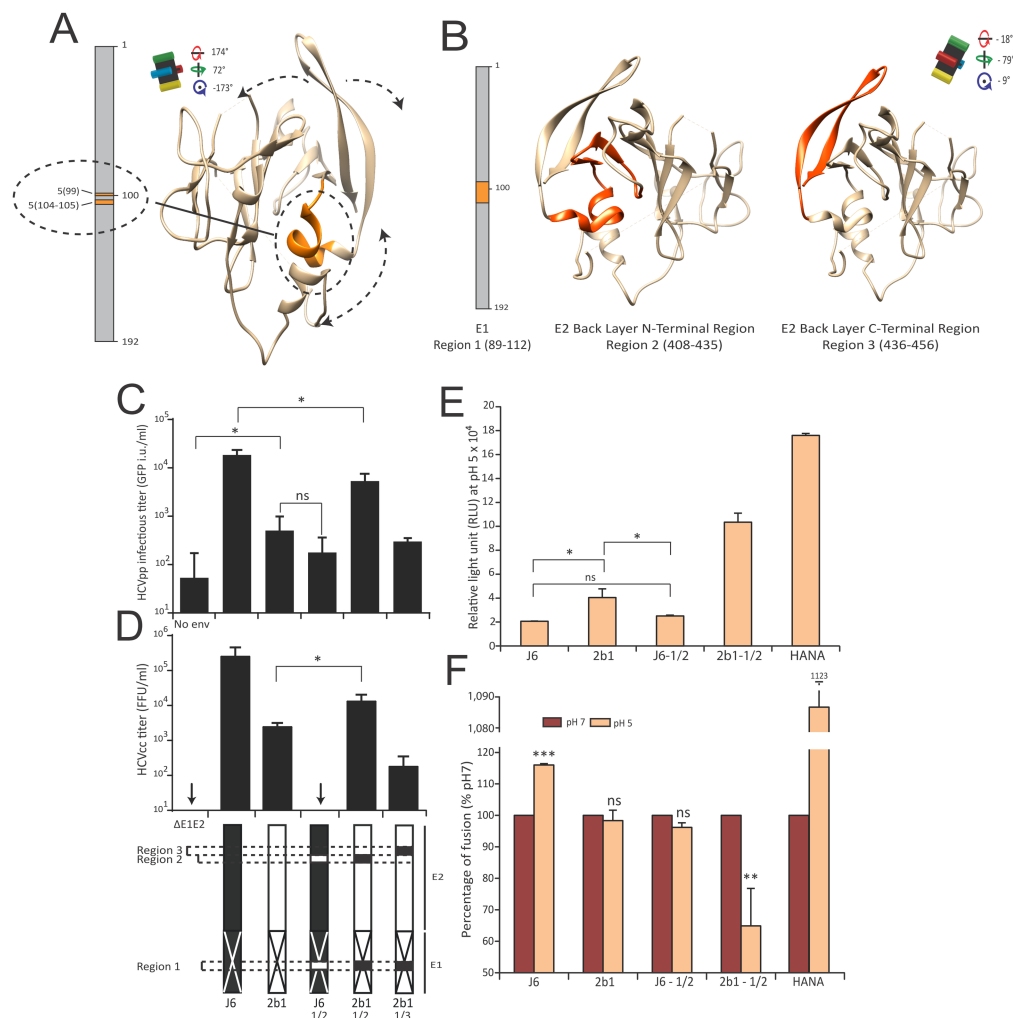 A
1
174°
72°
-173°
5(99)
100
5(104-105)
192
B
1
- 18°
- 79°
- 9°
100
192
E1
Region 1 (89-112)
E2 Back Layer N-Terminal Region
Region 2 (408-435)
E2 Back Layer C-Terminal Region
Region 3 (436-456)
C
HCVpp infectious titer (GFP i.u./ml)
10^5
10^4
10^3
10^2
10^1
*
*
ns
No env
D
HCVcc titer (FFU/ml)
10^6
10^5
10^4
10^3
10^2
10^1
*
ΔE1E2
Region 3
Region 2
Region 1
E2
E1
J6
2b1
J6 1/2
2b1 1/2
2b1 1/3
E
Relative light unit (RLU) at pH 5 x 10^4
18
16
14
12
10
8
6
4
2
0
*
*
ns
J6
2b1
J6-1/2
2b1-1/2
HANA
F
Percentage of fusion (% pH7)
1,090
1,080
120
110
100
90
80
70
60
50
pH 7
pH 5
1123
***
ns
ns
**
J6
2b1
J6 - 1/2
2b1 - 1/2
HANA